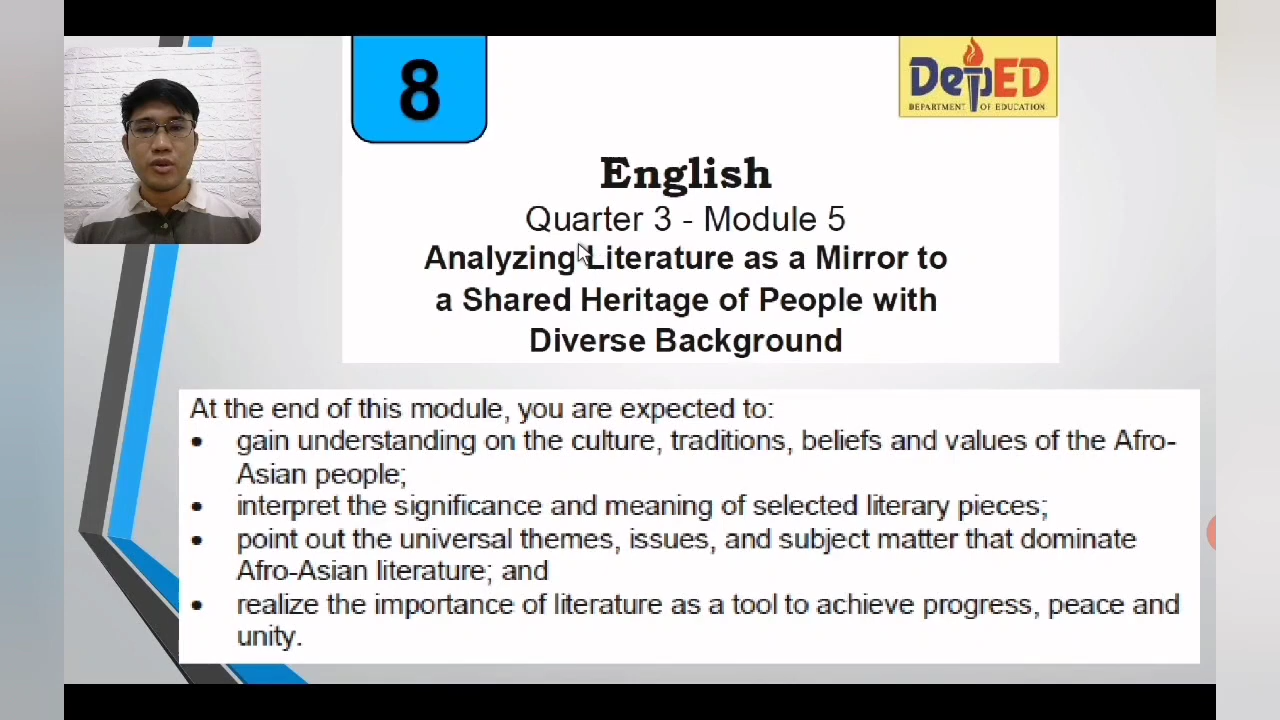 8
DepED
DEPARTMENT OF EDUCATION
English
Quarter 3 - Module 5
Analyzing Literature as a Mirror to
a Shared Heritage of People with
Diverse Background
At the end of this module, you are expected to:
• gain understanding on the culture, traditions, beliefs and values of the Afro-
Asian people;
• interpret the significance and meaning of selected literary pieces;
• point out the universal themes, issues, and subject matter that dominate
Afro-Asian literature; and
• realize the importance of literature as a tool to achieve progress, peace and
unity.